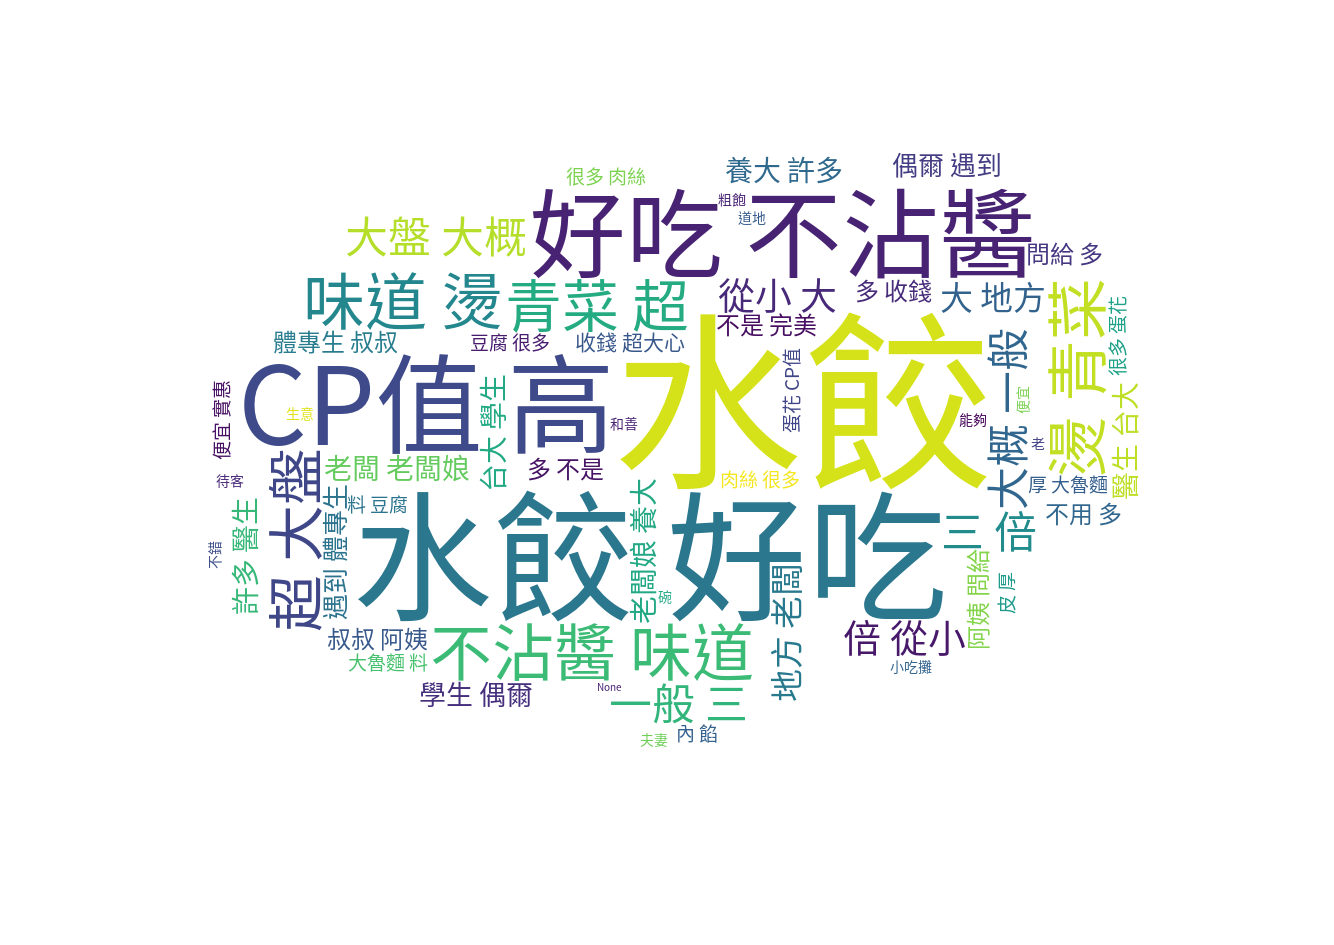 偶爾 遇到
養大 許多
很多 肉絲
粗飽
道地
好吃 不沾醬
大盤 大概
問給 多
味道 燙
青菜 超
從小 大
多 收錢
大 地方
不是 完美
體專生 叔叔
豆腐 很多
收錢 超大心
燙 青菜
很多 蛋花
大概 一般
蛋花 CP值
CP值 高
水餃
便宜 實惠
生意
台大 學生
和善
能夠
便宜
老
醫生 台大
老闆 老闆娘
多 不是
肉絲 很多
待客
厚 大魯麵
超 大盤
遇到 體專生
料 豆腐
老闆娘 養大
水餃 好吃
三 倍
不用 多
許多 醫生
不錯
碗
地方 老闆
阿姨 問給
皮 厚
叔叔 阿姨
不沾醬 味道
倍 從小
大魯麵 料
小吃攤
學生 偶爾
None
一般 三
夫妻
內 餡